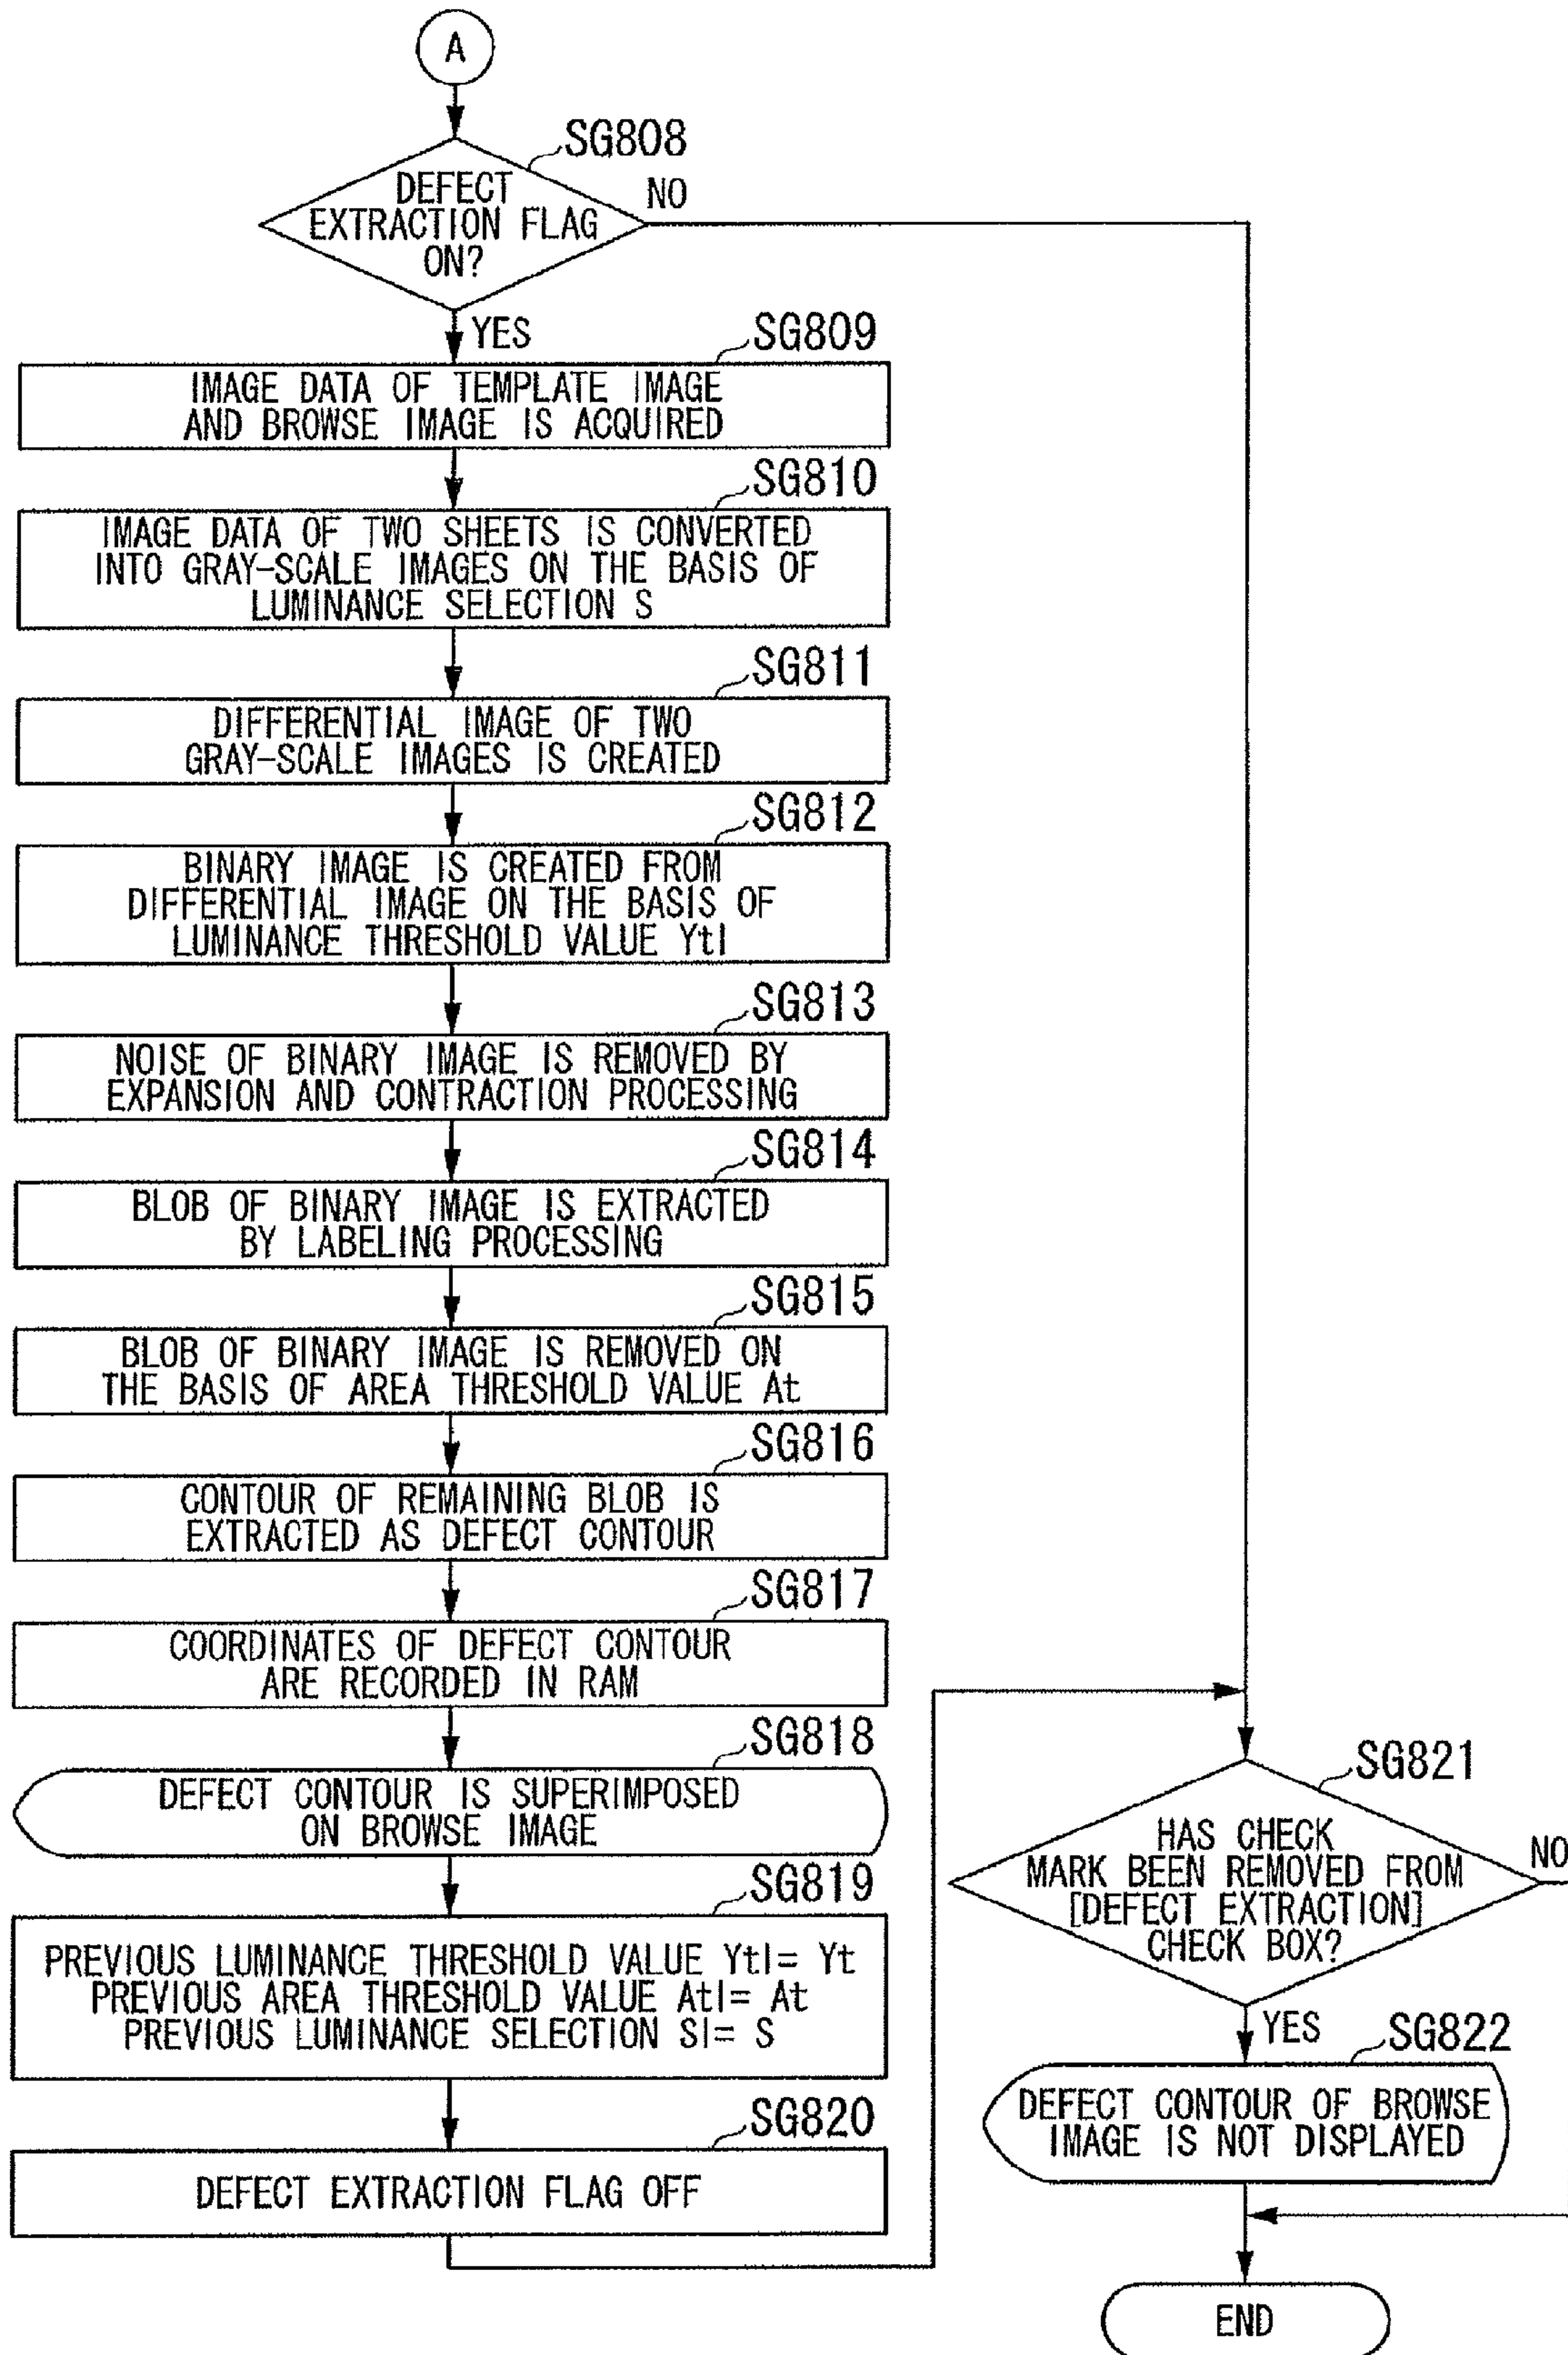 A
SG808
DEFECT
EXTRACTION FLAG
ON?
NO
YES
SG809
IMAGE DATA OF TEMPLATE IMAGE
AND BROWSE IMAGE IS ACQUIRED
SG810
IMAGE DATA OF TWO SHEETS IS CONVERTED
INTO GRAY-SCALE IMAGES ON THE BASIS OF
LUMINANCE SELECTION S
SG811
DIFFERENTIAL IMAGE OF TWO
GRAY-SCALE IMAGES IS CREATED
SG812
BINARY IMAGE IS CREATED FROM
DIFFERENTIAL IMAGE ON THE BASIS OF
LUMINANCE THRESHOLD VALUE Ytl
SG813
NOISE OF BINARY IMAGE IS REMOVED BY
EXPANSION AND CONTRACTION PROCESSING
SG814
BLOB OF BINARY IMAGE IS EXTRACTED
BY LABELING PROCESSING
SG815
BLOB OF BINARY IMAGE IS REMOVED ON
THE BASIS OF AREA THRESHOLD VALUE At
SG816
CONTOUR OF REMAINING BLOB IS
EXTRACTED AS DEFECT CONTOUR
SG817
COORDINATES OF DEFECT CONTOUR
ARE RECORDED IN RAM
SG818
DEFECT CONTOUR IS SUPERIMPOSED
ON BROWSE IMAGE
SG819
PREVIOUS LUMINANCE THRESHOLD VALUE Ytl= Yt
PREVIOUS AREA THRESHOLD VALUE Atl= At
PREVIOUS LUMINANCE SELECTION Sl= S
SG820
DEFECT EXTRACTION FLAG OFF
SG821
HAS CHECK
MARK BEEN REMOVED FROM
[DEFECT EXTRACTION]
CHECK BOX?
NO
YES
SG822
DEFECT CONTOUR OF BROWSE
IMAGE IS NOT DISPLAYED
END